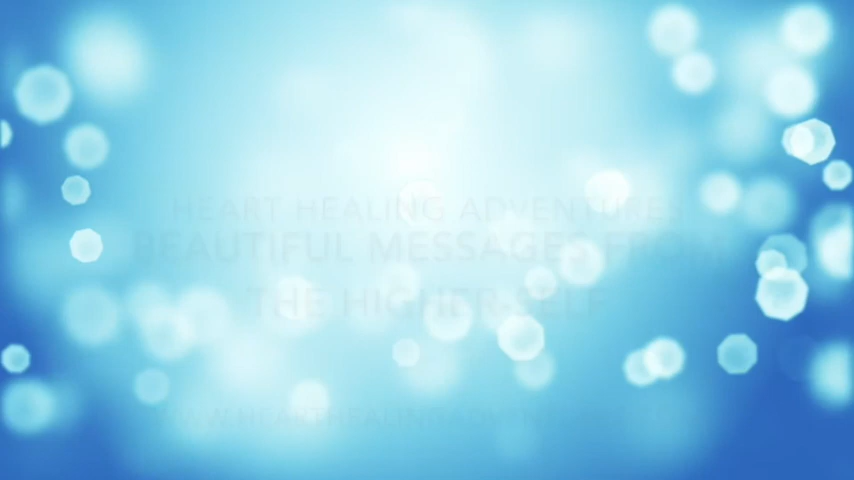 HEART HEALING ADVENTURES
BEAUTIFUL MESSAGES FROM
THE HIGHER SELF